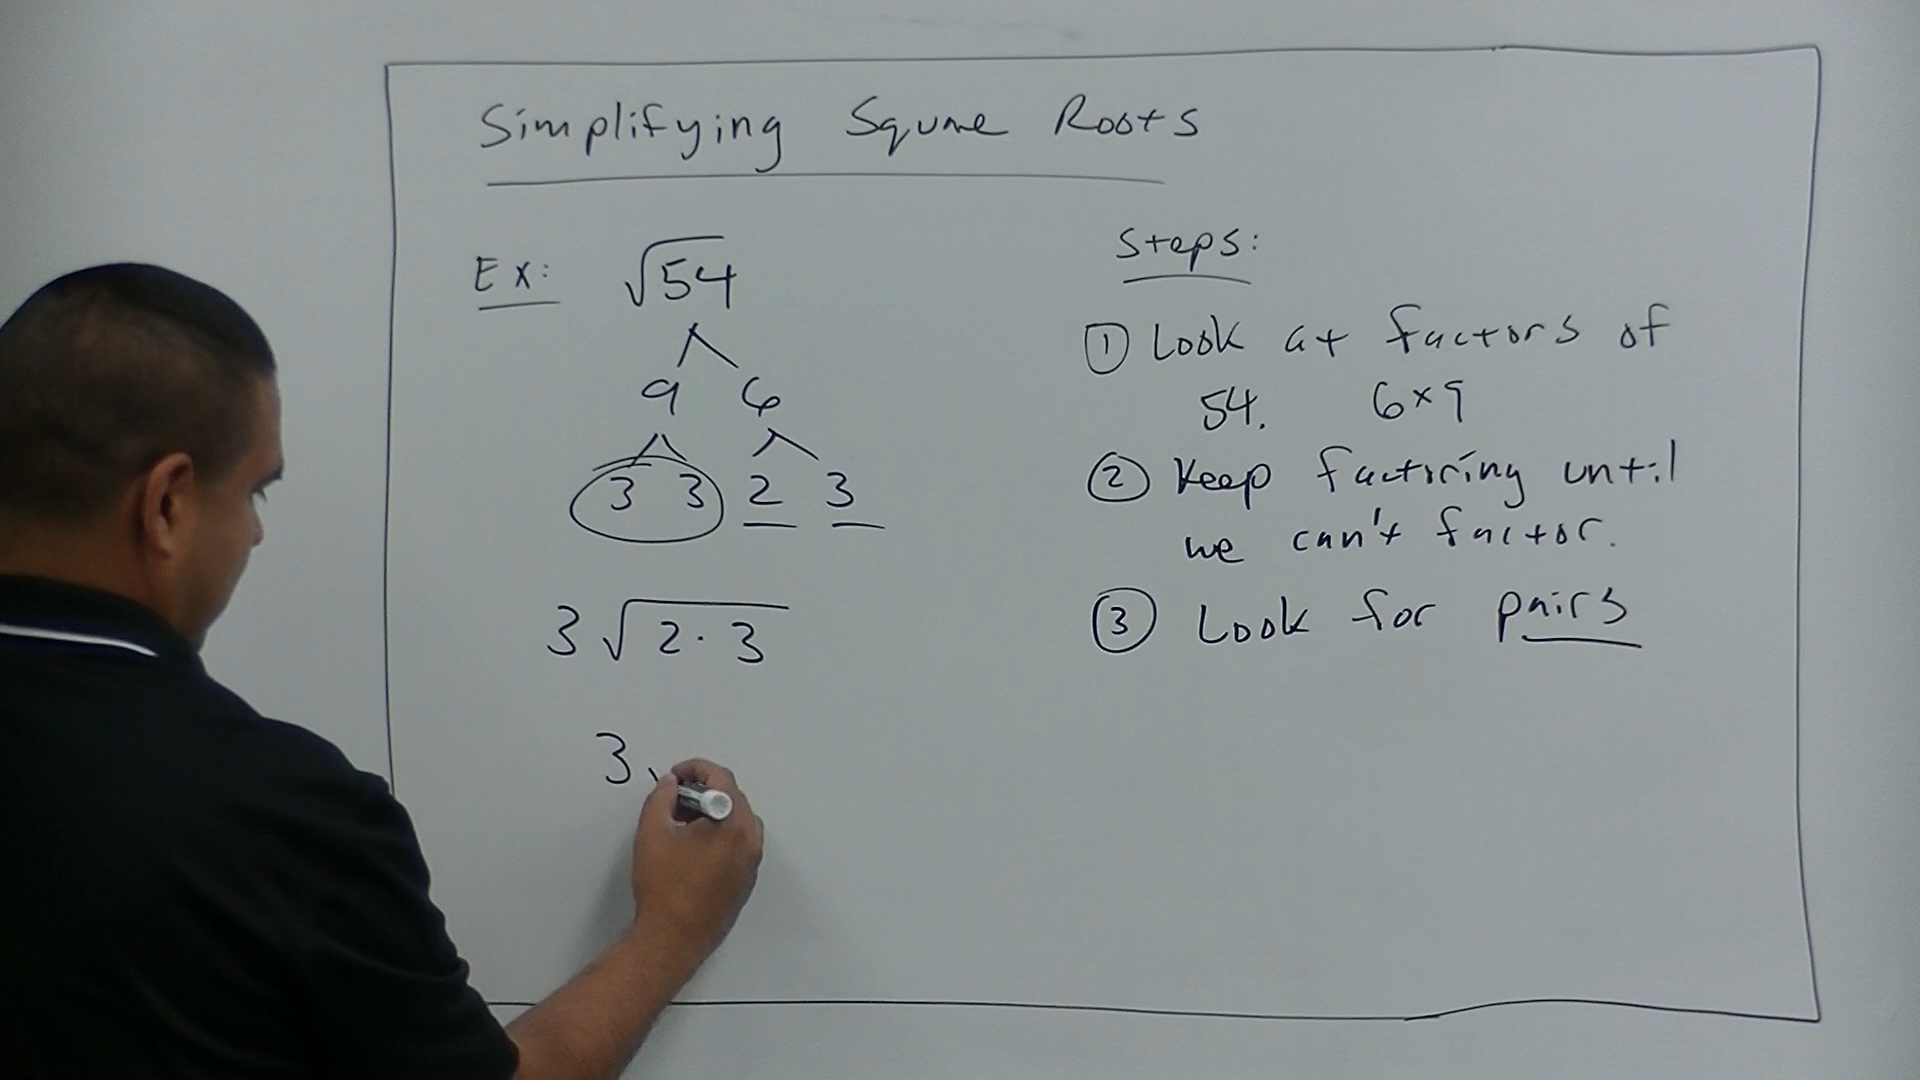 Simplifying Square Roots
Ex: √54
9 6
3 3 2 3
3 √2 · 3
3
Steps:
① Look at factors of
54. 6×9
② Keep factoring until
we can't factor.
③ Look for pairs